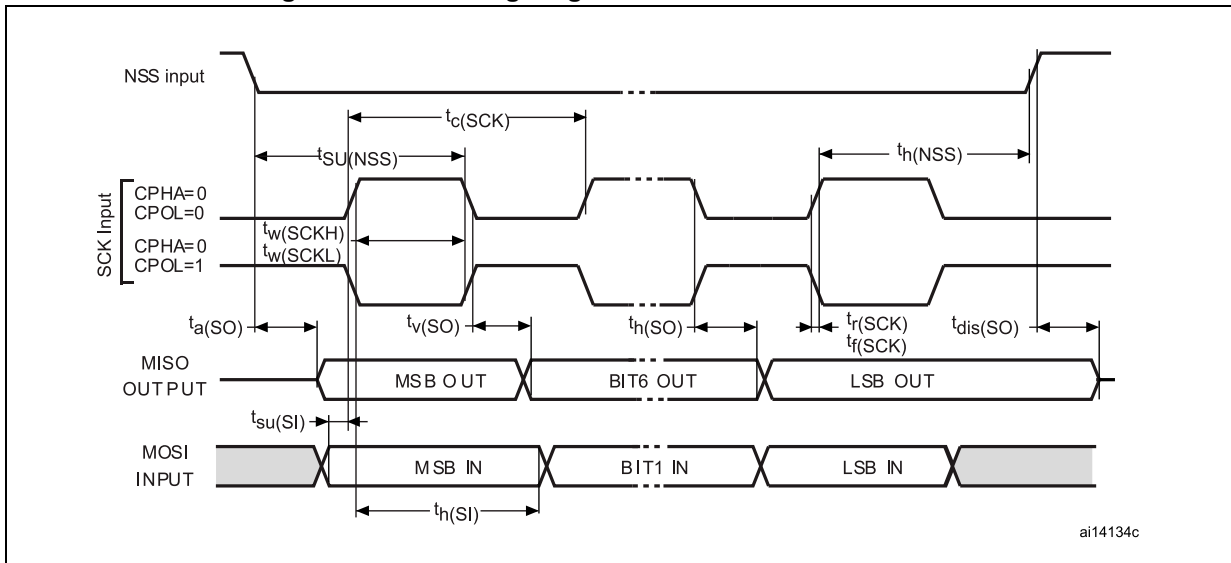 NSS input
tc(SCK)
tSU(NSS)
th(NSS)
SCK Input
CPHA=0
CPOL=0
tw(SCKH)
CPHA=0
tw(SCKL)
CPOL=1
ta(SO)
tv(SO)
th(SO)
tr(SCK)
tf(SCK)
tdis(SO)
MISO
OUTPUT
MSB OUT
BIT6 OUT
LSB OUT
tsu(SI)
MOSI
INPUT
MSB IN
BIT1 IN
LSB IN
th(SI)
ai14134c